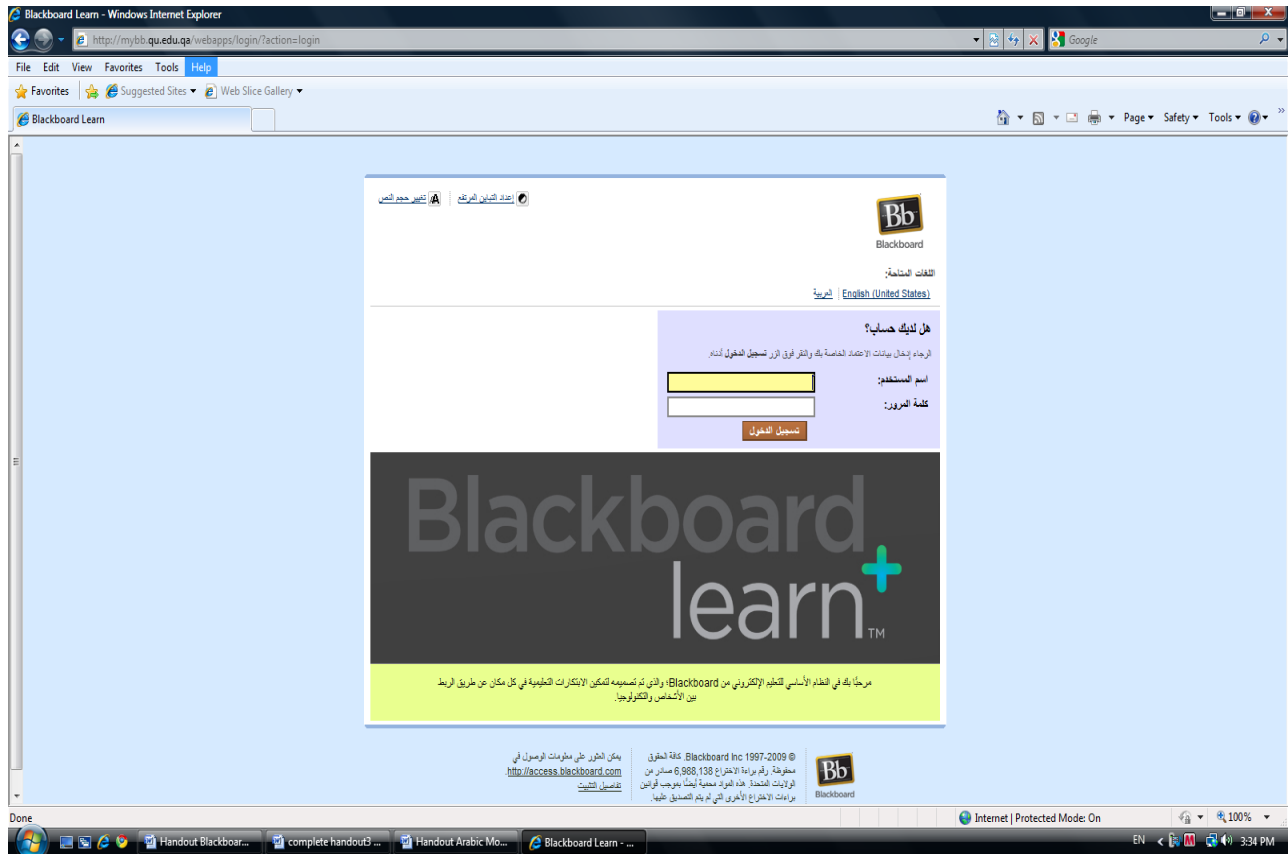 Blackboard Learn - Windows Internet Explorer
http://mybb.qu.edu.qa/webapps/login/?action=login
Google
File Edit View Favorites Tools Help
Favorites Suggested Sites Web Slice Gallery
Blackboard Learn
Page Safety Tools »
إعداد التباين المرتفع تغيير حجم النص
Bb
Blackboard
اللغات المتاحة:
English (United States) العربية
هل لديك حساب؟
الرجاء إدخال بيانات الاعتماد الخاصة بك والنقر فوق الزر تسجيل الدخول أدناه.
اسم المستخدم:
كلمة المرور:
تسجيل الدخول
Blackboard
learn+
TM
مرحبًا بك في النظام الأساسي للتعليم الإلكتروني من Blackboard؛ والذي تم تصميمه لتمكين الابتكارات التعليمية في كل مكان عن طريق الربط
بين الأشخاص والتكنولوجيا.
Bb
Blackboard
© 1997-2009 Blackboard Inc. كافة الحقوق
محفوظة. رقم براءة الاختراع 6,988,138 صادر من
الولايات المتحدة. هذه المواد محمية أيضًا بموجب قوانين
براءات الاختراع الأخرى التي لم يتم التصديق عليها.
يمكن العثور على معلومات الوصول في
http://access.blackboard.com.
تفاصيل التثبيت
Done
Internet | Protected Mode: On
100%
Handout Blackboar...
complete handout3 ...
Handout Arabic Mo...
Blackboard Learn - ...
EN
3:34 PM